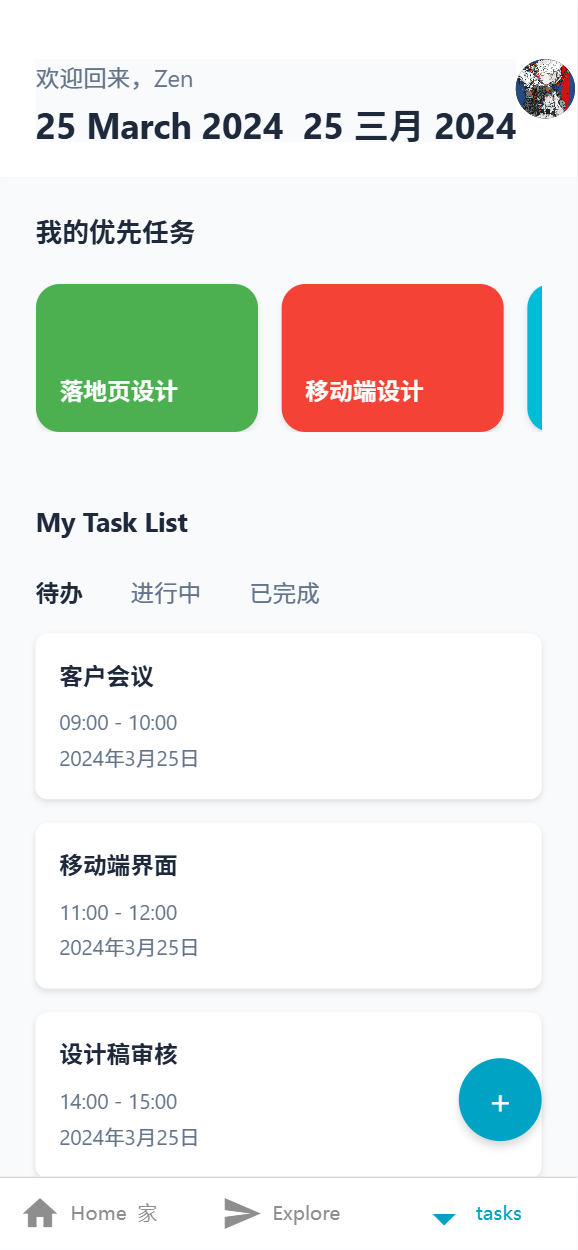 欢迎回来，Zen
25 March 2024 25 三月 2024
我的优先任务
落地页设计
移动端设计
My Task List
待办 进行中 已完成
客户会议
09:00 - 10:00
2024年3月25日
移动端界面
11:00 - 12:00
2024年3月25日
设计稿审核
14:00 - 15:00
2024年3月25日
+
Home 家 Explore tasks